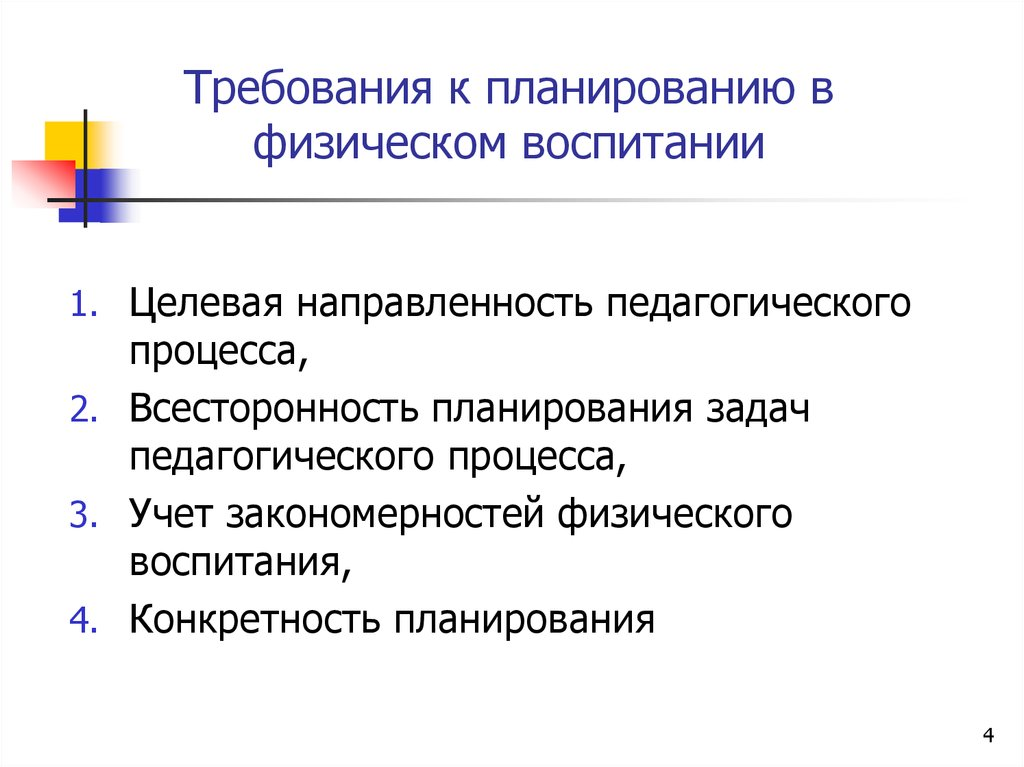 Требования к планированию в
физическом воспитании
1. Целевая направленность педагогического
процесса,
2. Всесторонность планирования задач
педагогического процесса,
3. Учет закономерностей физического
воспитания,
4. Конкретность планирования
4